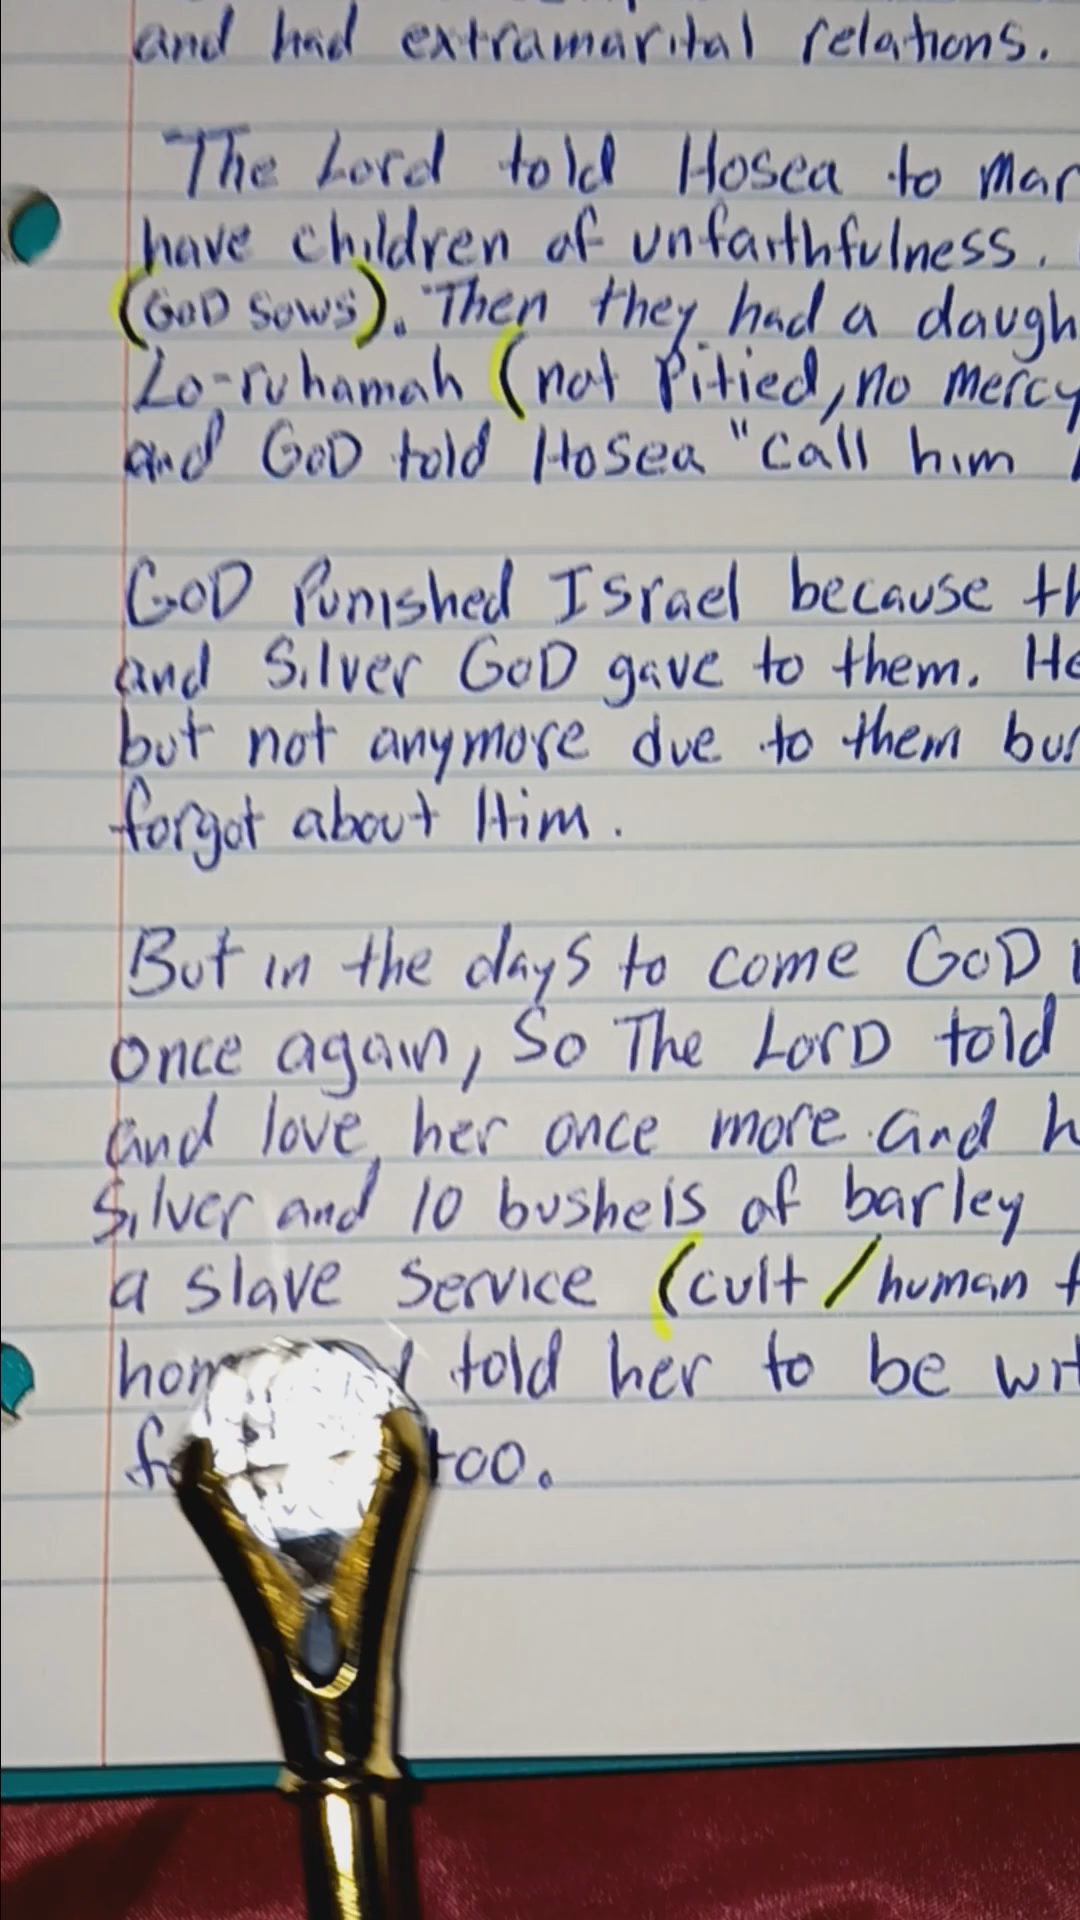 and had extramarital relations.
The Lord told Hosea to mar
have children of unfaithfulness.
(GOD Sows). Then they had a daugh
Lo-ruhamah (not Pitied, no mercy
and GOD told Hosea "Call him
GOD Punished Israel because th
and Silver GOD gave to them. He
but not anymore due to them bur
forgot about Him.
But in the days to come GOD
once again, So The LorD told
and love her once more and h
Silver and 10 bushels of barley
a slave Service (cult/human t
told her to be wit
too.